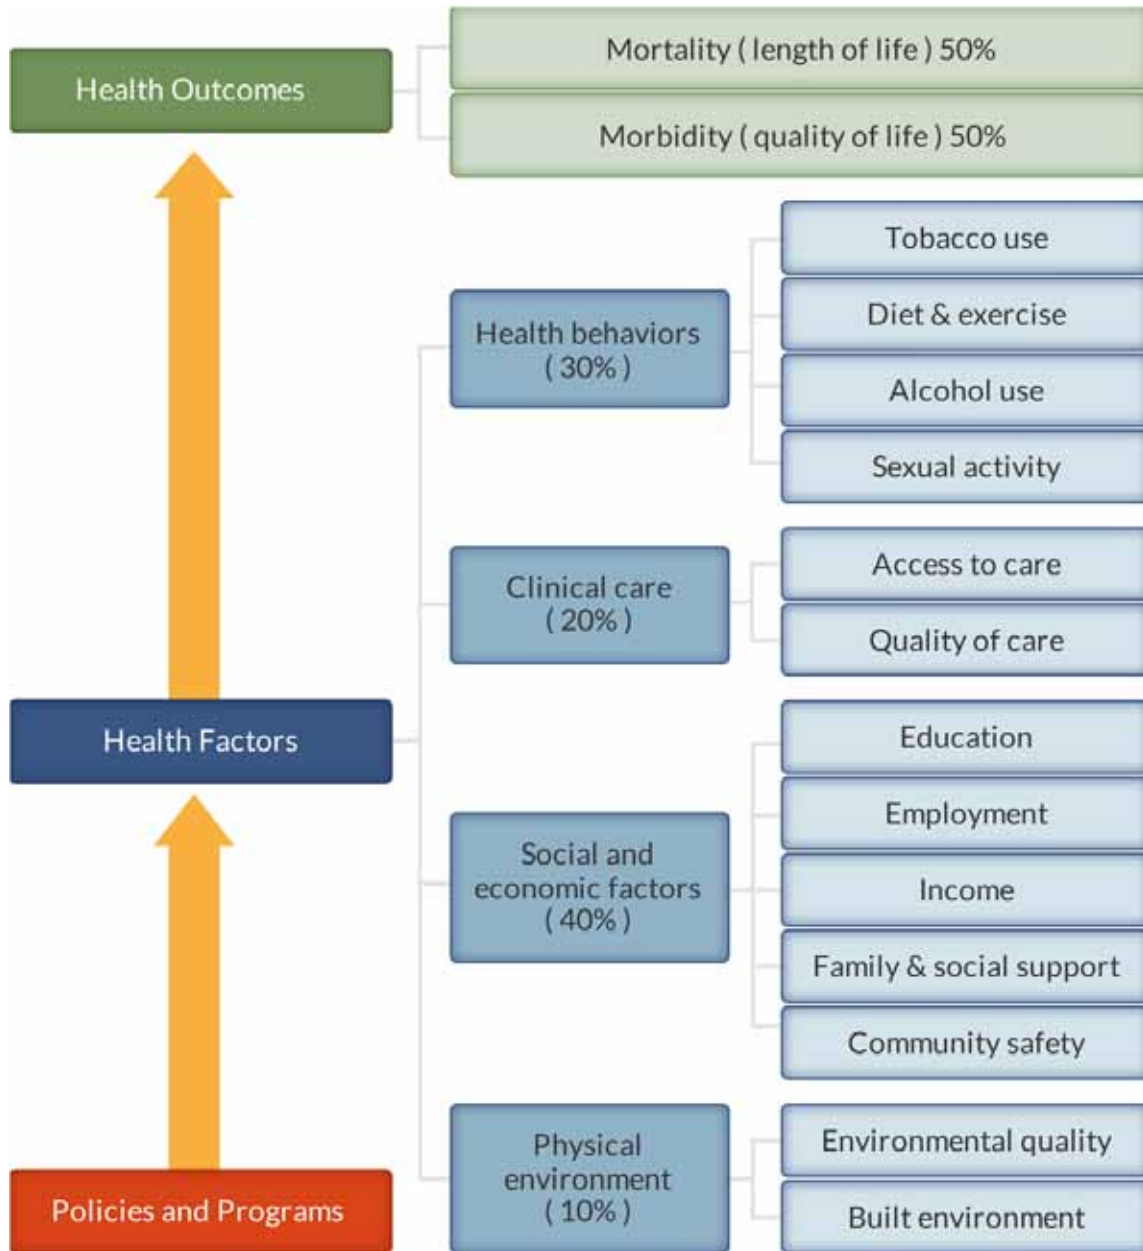 Health Outcomes
Mortality ( length of life ) 50%
Morbidity ( quality of life ) 50%
Tobacco use
Health behaviors
( 30% )
Diet & exercise
Alcohol use
Sexual activity
Clinical care
( 20% )
Access to care
Quality of care
Health Factors
Education
Employment
Social and
economic factors
( 40% )
Income
Family & social support
Community safety
Physical
environment
( 10% )
Environmental quality
Built environment
Policies and Programs